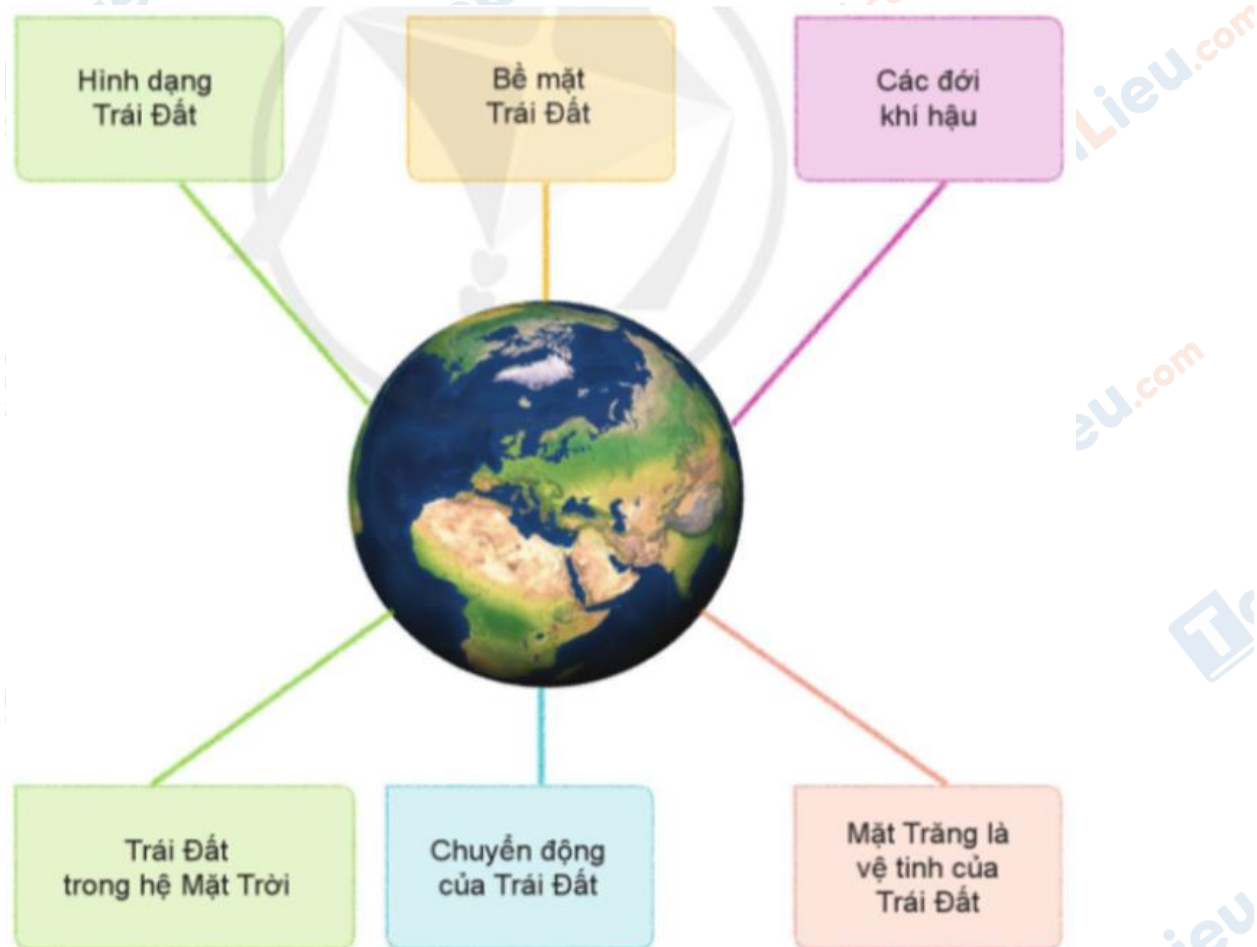 Hình dạng
Trái Đất
Bề mặt
Trái Đất
Các đới
khí hậu
Trái Đất
trong hệ Mặt Trời
Chuyển động
của Trái Đất
Mặt Trăng là
vệ tinh của
Trái Đất